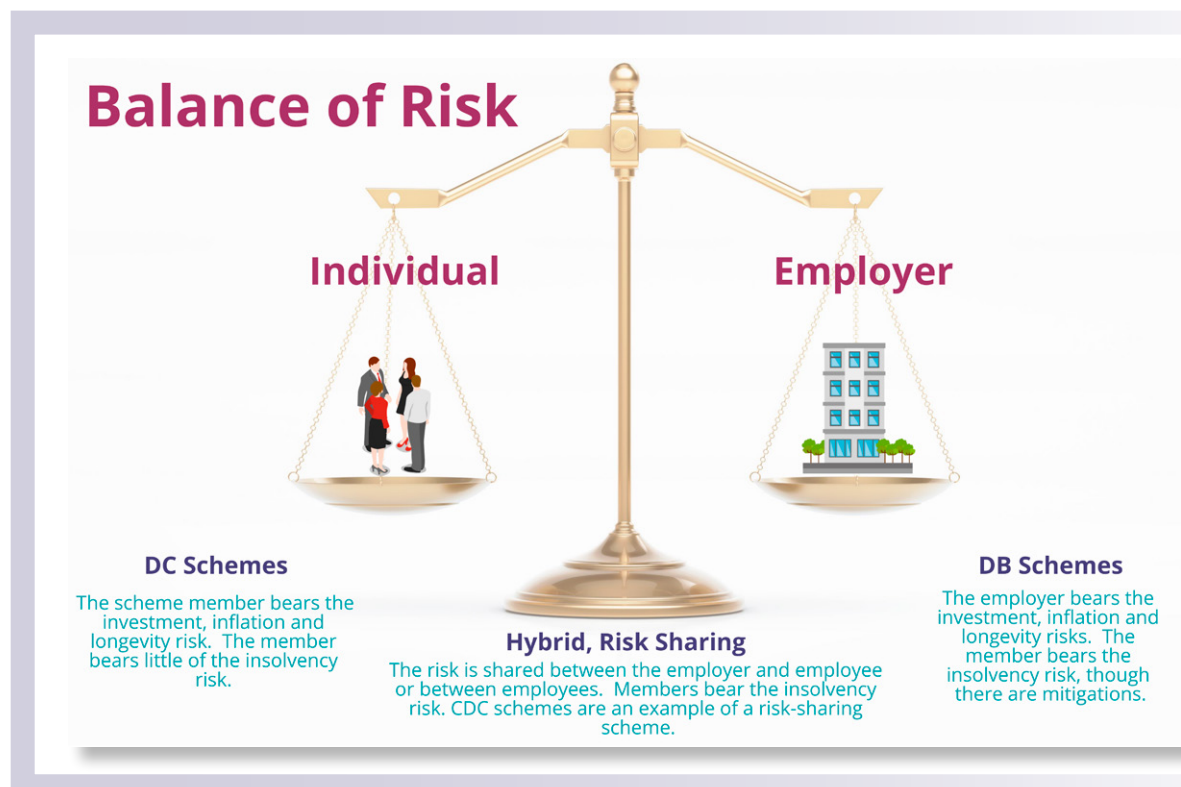 Balance of Risk
Individual
Employer
DC Schemes
The scheme member bears the
investment, inflation and
longevity risk.  The member
bears little of the insolvency
risk.
Hybrid, Risk Sharing
The risk is shared between the employer and employee
or between employees.  Members bear the insolvency
risk. CDC schemes are an example of a risk-sharing
scheme.
DB Schemes
The employer bears the
investment, inflation and
longevity risks.  The
member bears the
insolvency risk, though
there are mitigations.